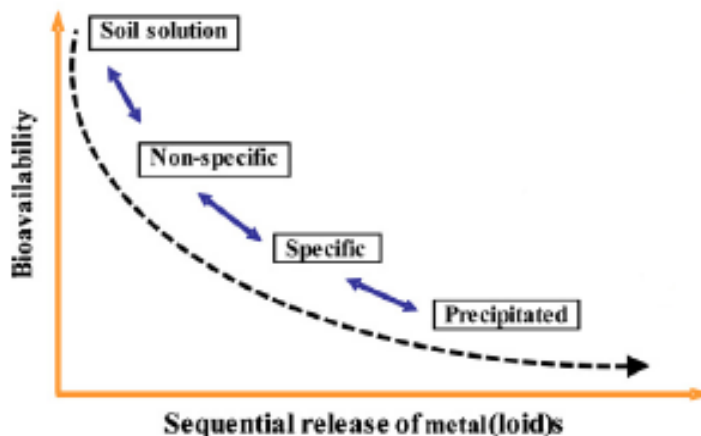 Soil solution
Non-specific
Specific
Precipitated
Bioavailability
Sequential release of metal(loid)s